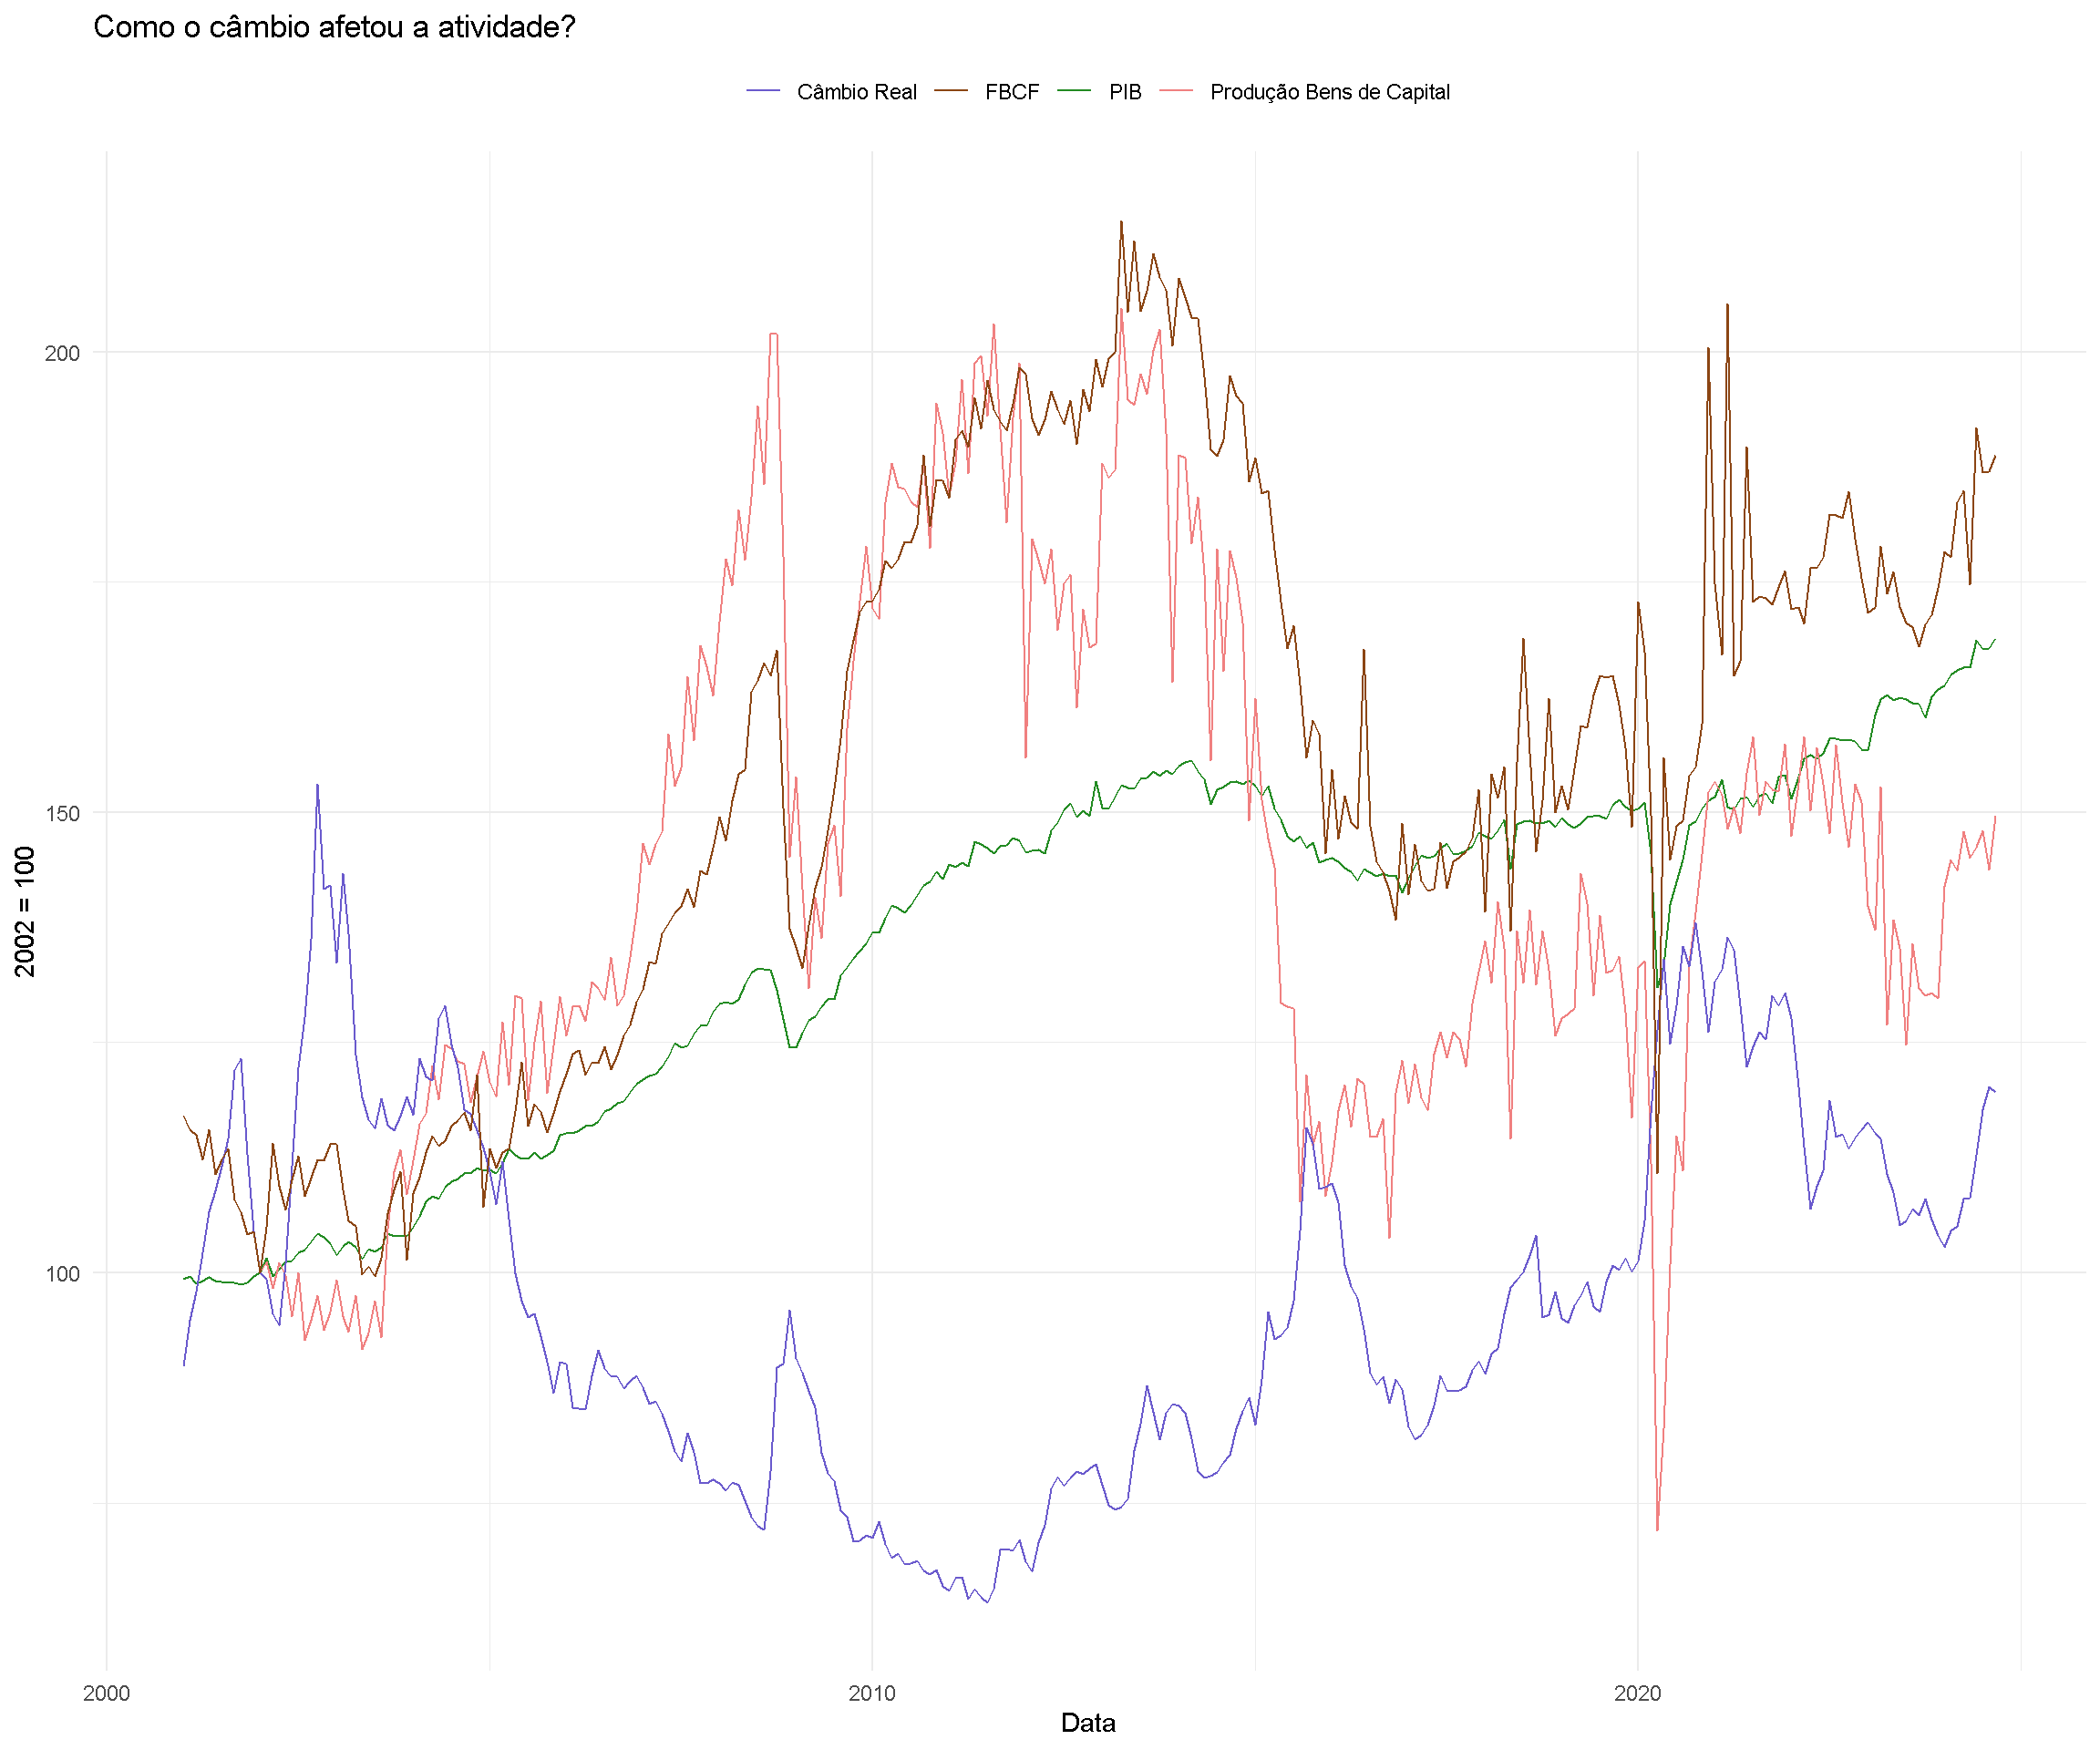 Como o câmbio afetou a atividade?
Câmbio Real FBCF PIB Produção Bens de Capital
2002 = 100
200
150
100
2000 2010 2020
Data